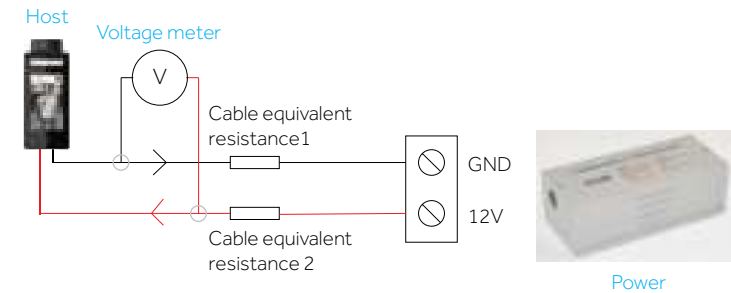 Host
Voltage meter
V
Cable equivalent
resistance1
GND
12V
Cable equivalent
resistance 2
Power